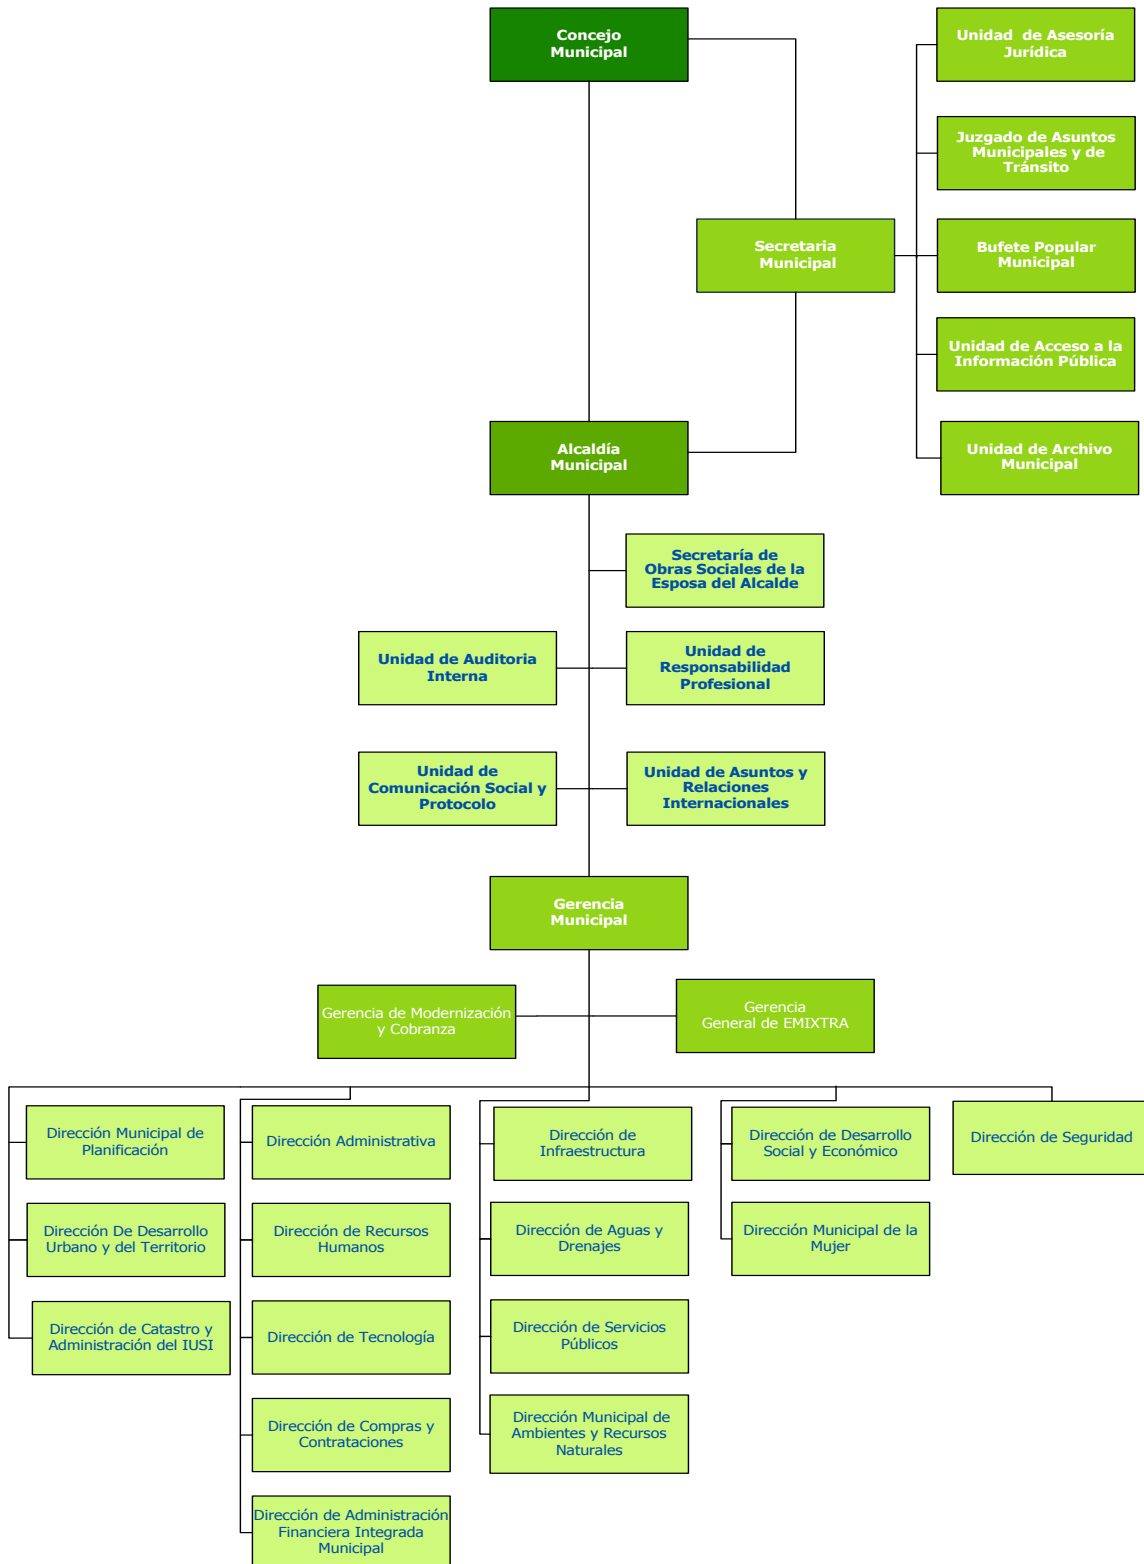 Concejo
Municipal
Unidad de Asesoría
Jurídica
Juzgado de Asuntos
Municipales y de
Tránsito
Secretaria
Municipal
Bufete Popular
Municipal
Unidad de Acceso a la
Información Pública
Alcaldía
Municipal
Unidad de Archivo
Municipal
Secretaría de
Obras Sociales de la
Esposa del Alcalde
Unidad de Auditoria
Interna
Unidad de
Responsabilidad
Profesional
Unidad de
Comunicación Social y
Protocolo
Unidad de Asuntos y
Relaciones
Internacionales
Gerencia
Municipal
Gerencia de Modernización
y Cobranza
Gerencia
General de EMIXTRA
Dirección Municipal de
Planificación
Dirección De Desarrollo
Urbano y del Territorio
Dirección de Catastro y
Administración del IUSI
Dirección Administrativa
Dirección de Recursos
Humanos
Dirección de Tecnología
Dirección de Compras y
Contrataciones
Dirección de Administración
Financiera Integrada
Municipal
Dirección de
Infraestructura
Dirección de Aguas y
Drenajes
Dirección de Servicios
Públicos
Dirección Municipal de
Ambientes y Recursos
Naturales
Dirección de Desarrollo
Social y Económico
Dirección Municipal de la
Mujer
Dirección de Seguridad